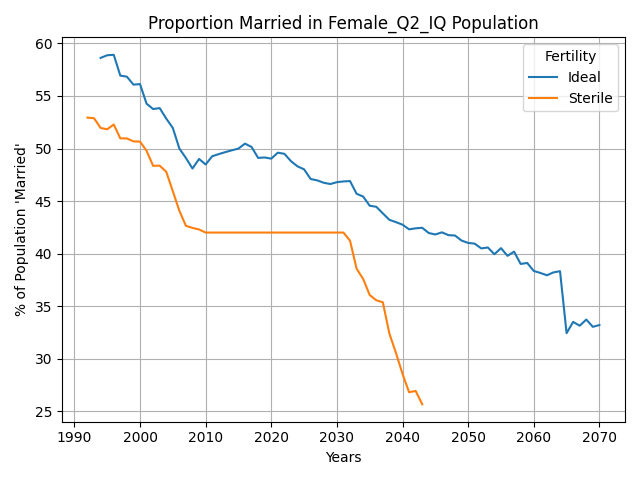 Proportion Married in Female_Q2_IQ Population
% of Population 'Married'
60
55
50
45
40
35
30
25
Fertility
Ideal
Sterile
1990 2000 2010 2020 2030 2040 2050 2060 2070
Years